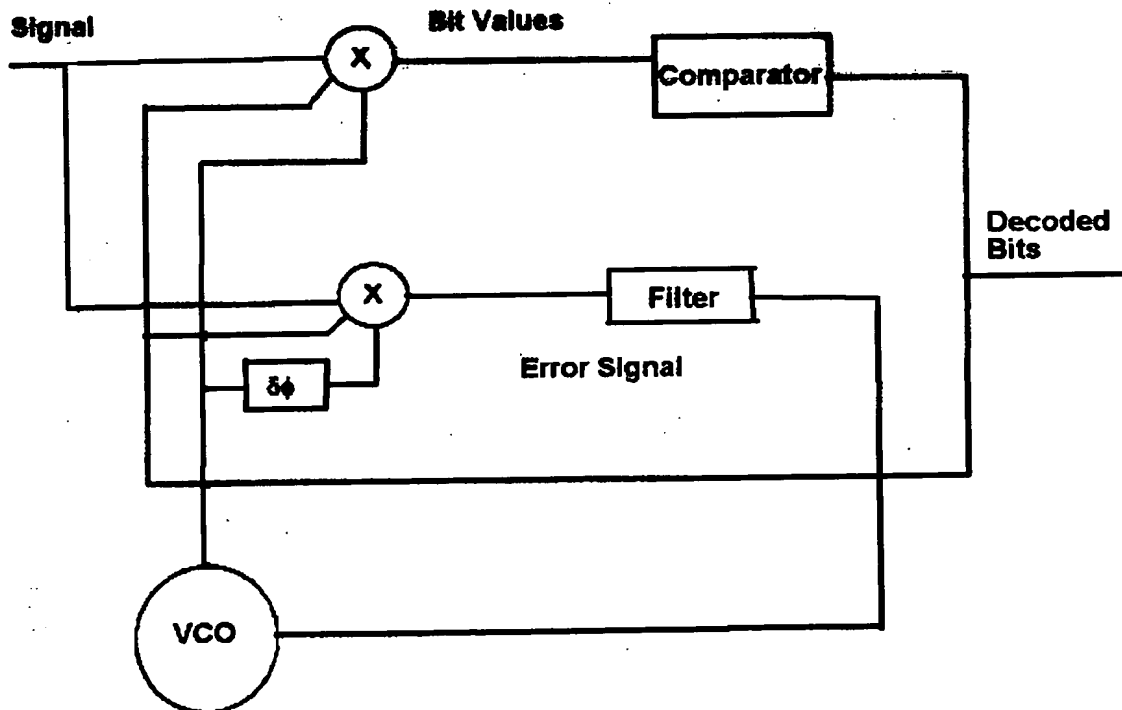 Signal
Bit Values
X
Comparator
Decoded
Bits
X
Filter
Error Signal
δϕ
VCO